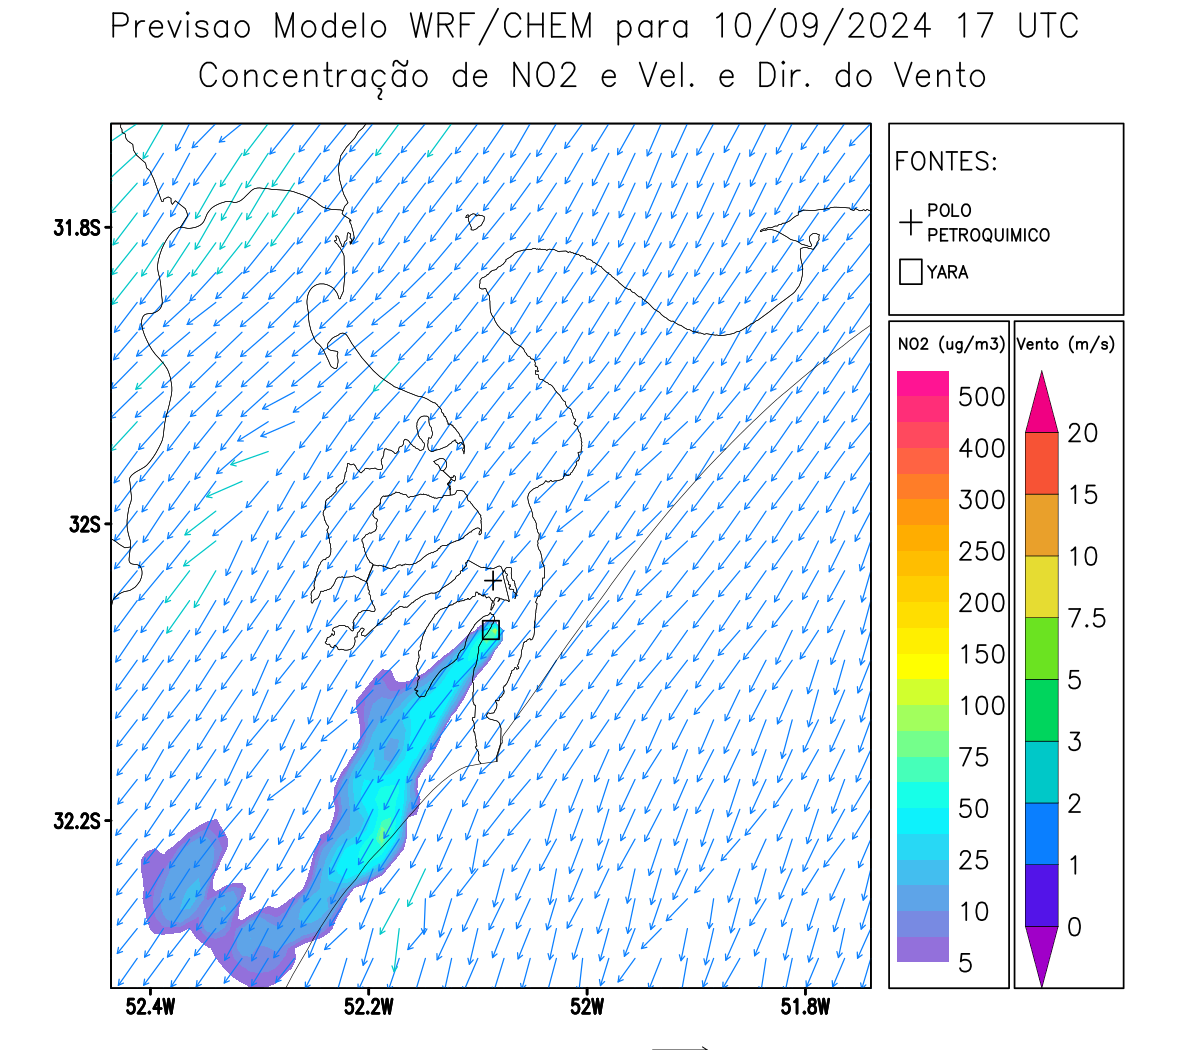 Previsao Modelo WRF/CHEM para 10/09/2024 17 UTC
Concentração de NO2 e Vel. e Dir. do Vento
FONTES:
POLO
PETROQUIMICO
YARA
NO2 (ug/m3)
500
400
300
250
200
150
100
75
50
25
10
5
Vento (m/s)
20
15
10
7.5
5
3
2
1
0
31.8S
32S
32.2S
52.4W
52.2W
52W
51.8W